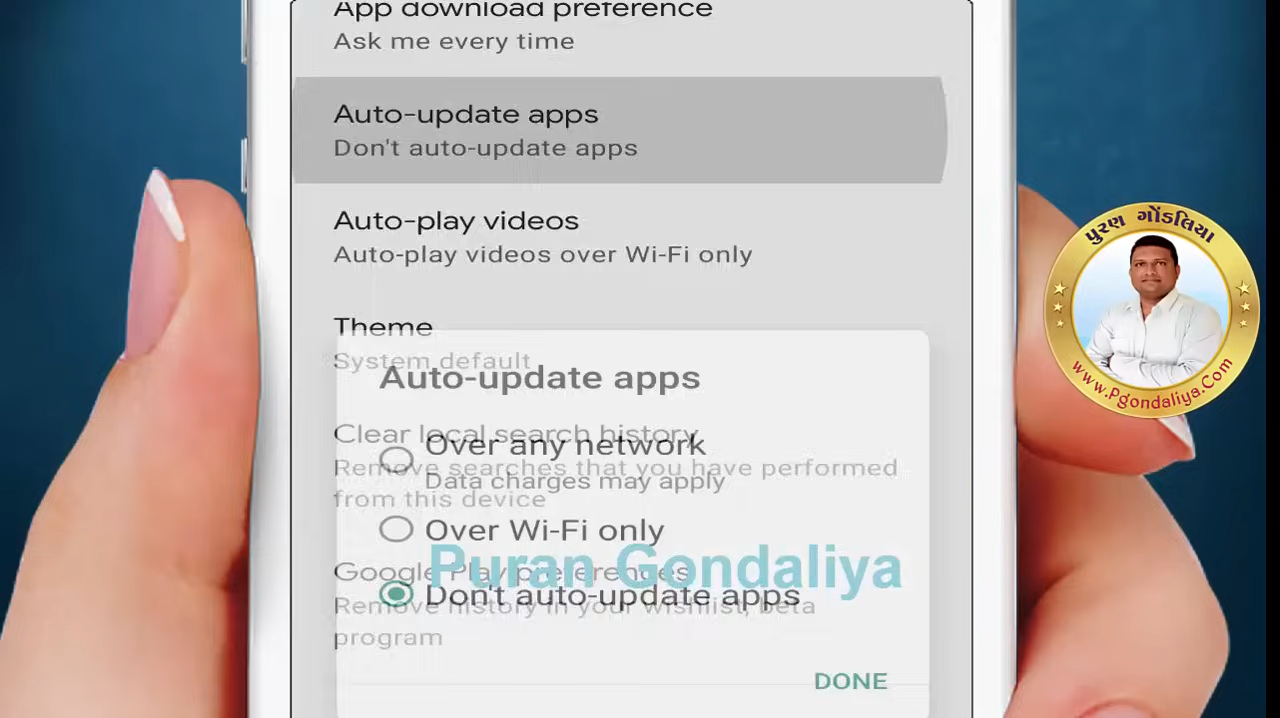 App download preference
Ask me every time
Auto-update apps
Don't auto-update apps
Auto-play videos
Auto-play videos over Wi-Fi only
Theme
System default
Clear local search history
Remove searches that you have performed
from this device
Google Play preferences
Remove history in your wishlist, beta
program
Auto-update apps
Over any network
Data charges may apply
Over Wi-Fi only
Don't auto-update apps
DONE
Puran Gondaliya
પુરણ ગોંડલિયા
www.Pgondaliya.Com